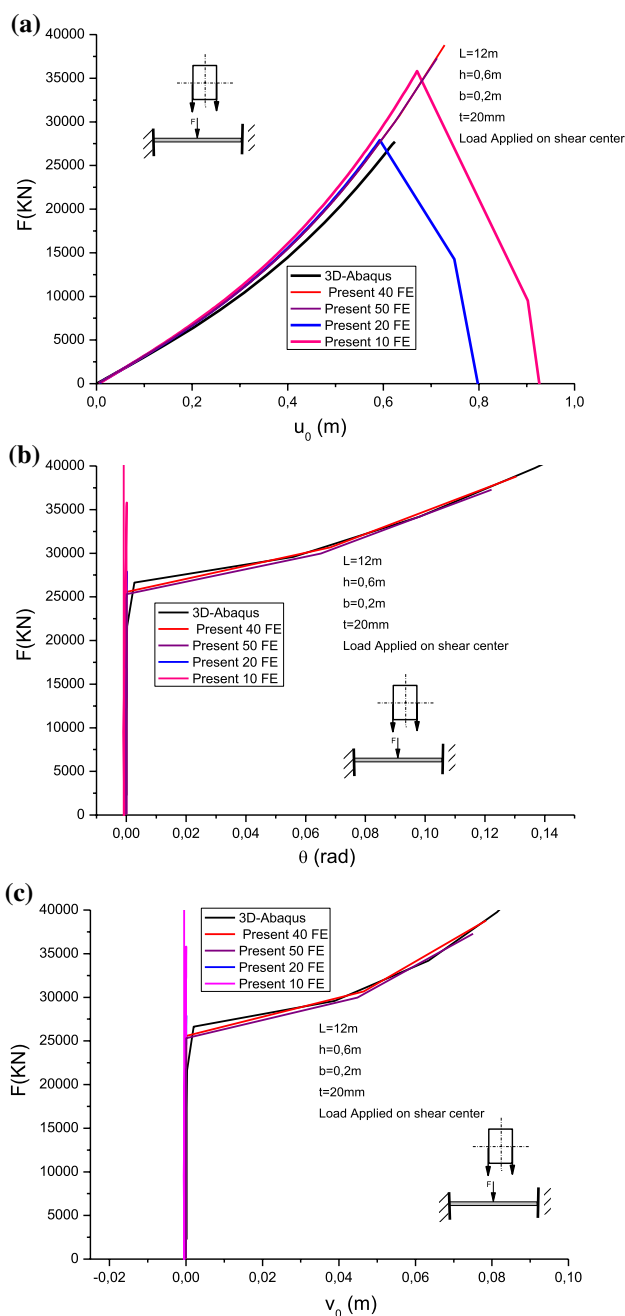 (a)
40000
35000
30000
25000
20000
15000
10000
5000
0
F(KN)
F
L=12m
h=0,6m
b=0,2m
t=20mm
Load Applied on shear center
3D-Abaqus
Present 40 FE
Present 50 FE
Present 20 FE
Present 10 FE
0,0 0,2 0,4 0,6 0,8 1,0
u0 (m)
(b)
40000
35000
30000
25000
20000
15000
10000
5000
0
F(KN)
L=12m
h=0,6m
b=0,2m
t=20mm
Load Applied on shear center
3D-Abaqus
Present 40 FE
Present 50 FE
Present 20 FE
Present 10 FE
F
0,00 0,02 0,04 0,06 0,08 0,10 0,12 0,14
θ (rad)
(c)
40000
35000
30000
25000
20000
15000
10000
5000
0
F(KN)
3D-Abaqus
Present 40 FE
Present 50 FE
Present 20 FE
Present 10 FE
L=12m
h=0,6m
b=0,2m
t=20mm
Load Applied on shear center
F
-0,02 0,00 0,02 0,04 0,06 0,08 0,10
v0 (m)